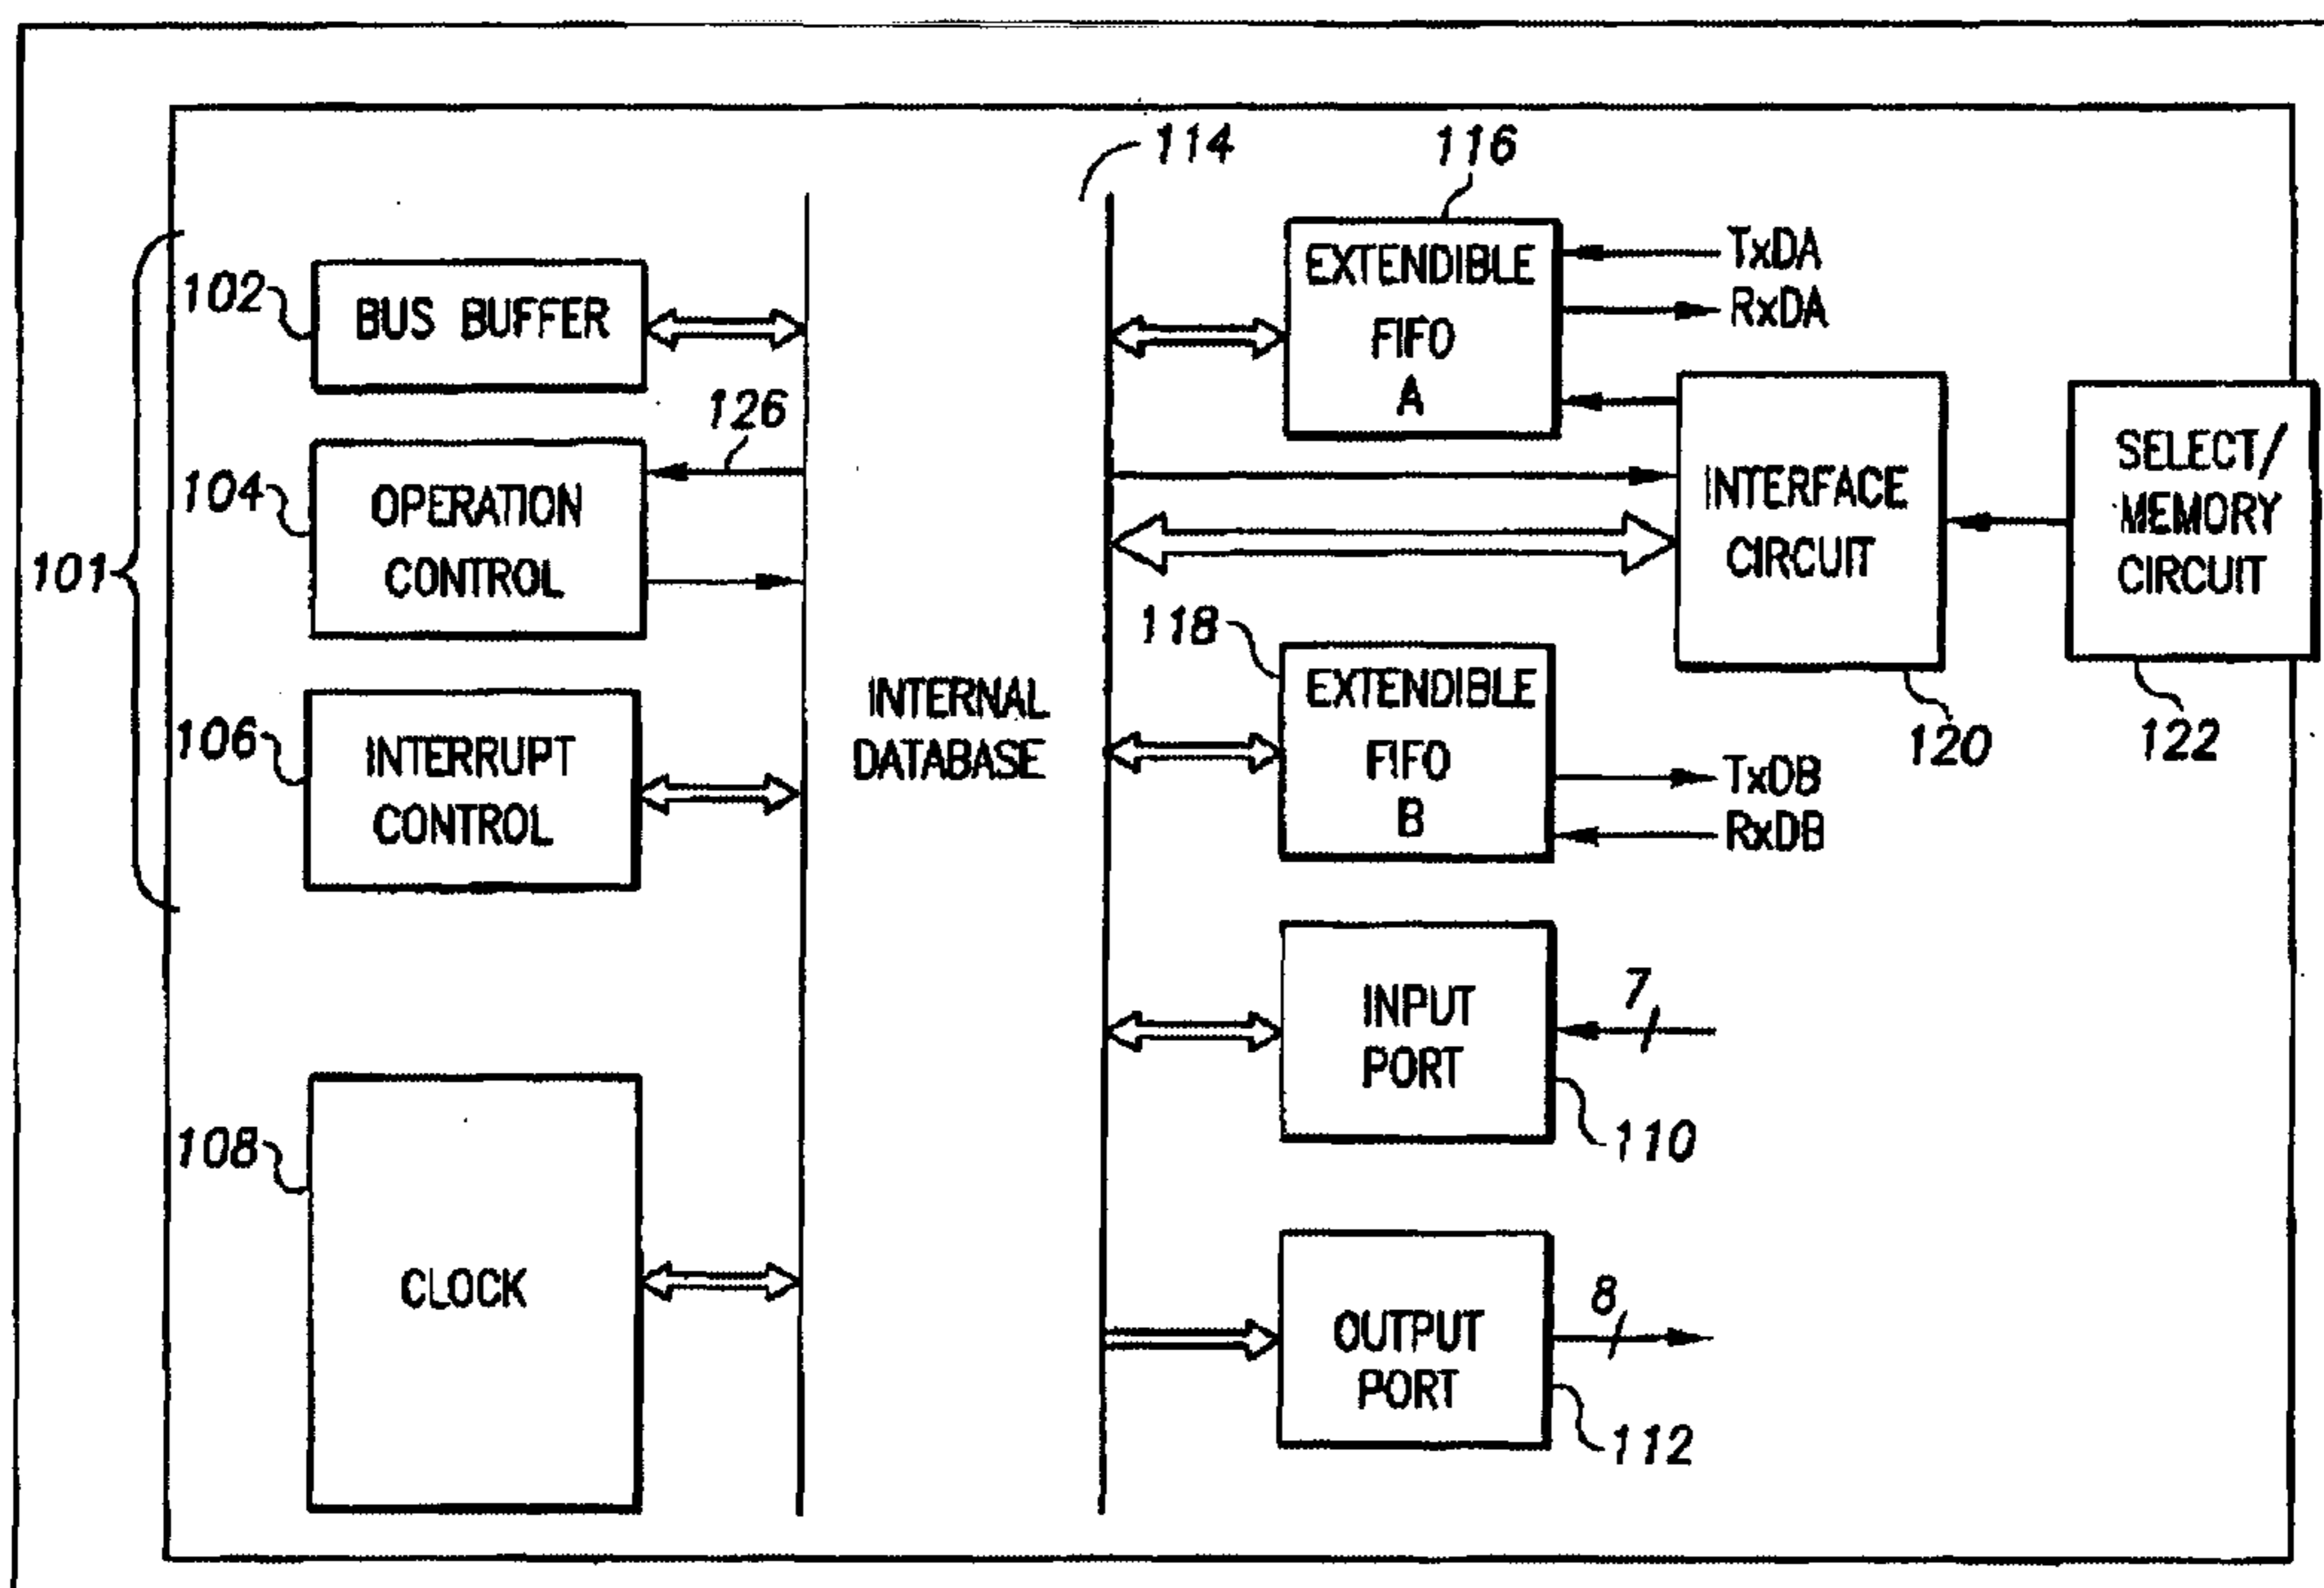 114
116
EXTENDIBLE
FIFO
A
TxDA
RxDA
102
BUS BUFFER
126
104
OPERATION
CONTROL
101
INTERFACE
CIRCUIT
120
SELECT/
MEMORY
CIRCUIT
122
118
EXTENDIBLE
FIFO
B
TxDB
RxDB
INTERNAL
DATABASE
106
INTERRUPT
CONTROL
7
INPUT
PORT
110
108
CLOCK
8
OUTPUT
PORT
112